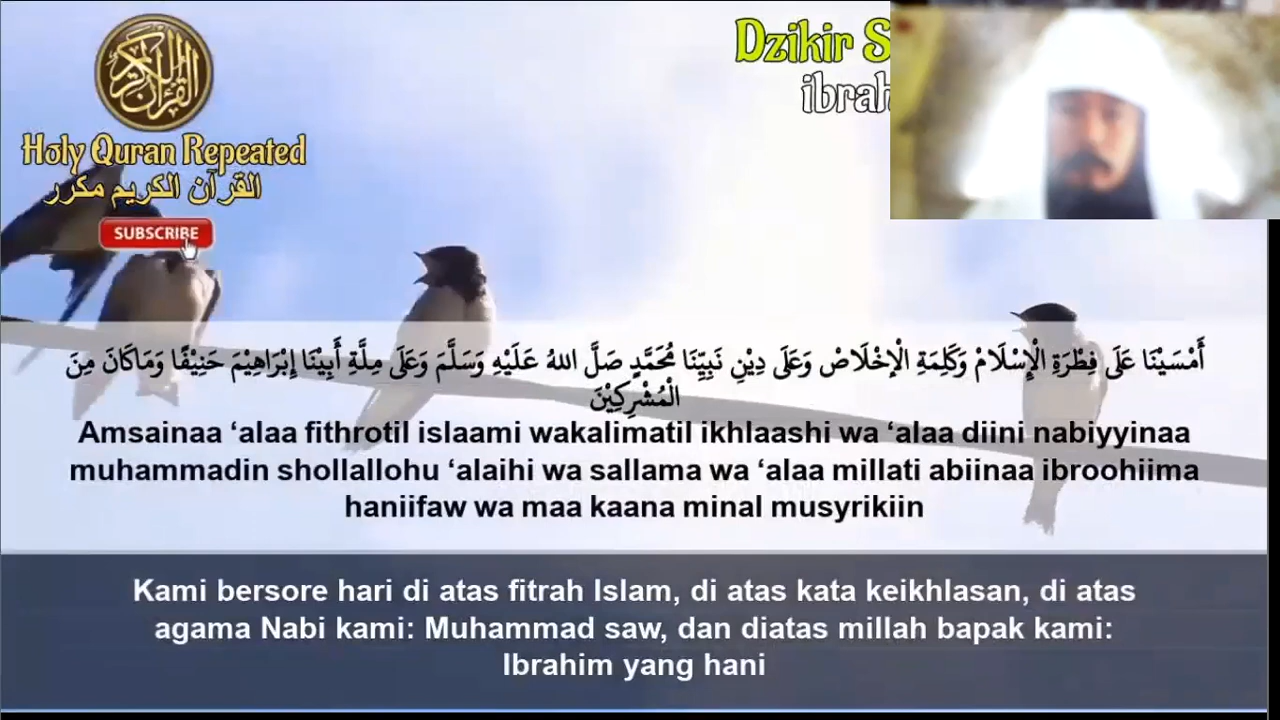 Dzikir S
ibrah
Holy Quran Repeated
القرآن الكريم مكرر
SUBSCRIBE
أَمْسَيْنَا عَلَى فِطْرَةِ الْإِسْلَامْ وَكَلِمَةِ الْإِخْلَاصْ وَعَلَى دِيْنِ نَبِيِّنَا مُحَمَّدٍ صَلَّ اللهُ عَلَيْهِ وَسَلَّمَ وَعَلَى مِلَّةِ أَبِيْنَا إِبْرَاهِيْمَ حَنِيْفًا وَمَاكَانَ مِنَ
الْمُشْرِكِيْنَ
Amsainaa ‘alaa fithrotil islaami wakalimatil ikhlaashi wa ‘alaa diini nabiyyinaa
muhammadin shollallohu ‘alaihi wa sallama wa ‘alaa millati abiinaa ibroohiima
haniifaw wa maa kaana minal musyrikiin
Kami bersore hari di atas fitrah Islam, di atas kata keikhlasan, di atas
agama Nabi kami: Muhammad saw, dan diatas millah bapak kami:
Ibrahim yang hani